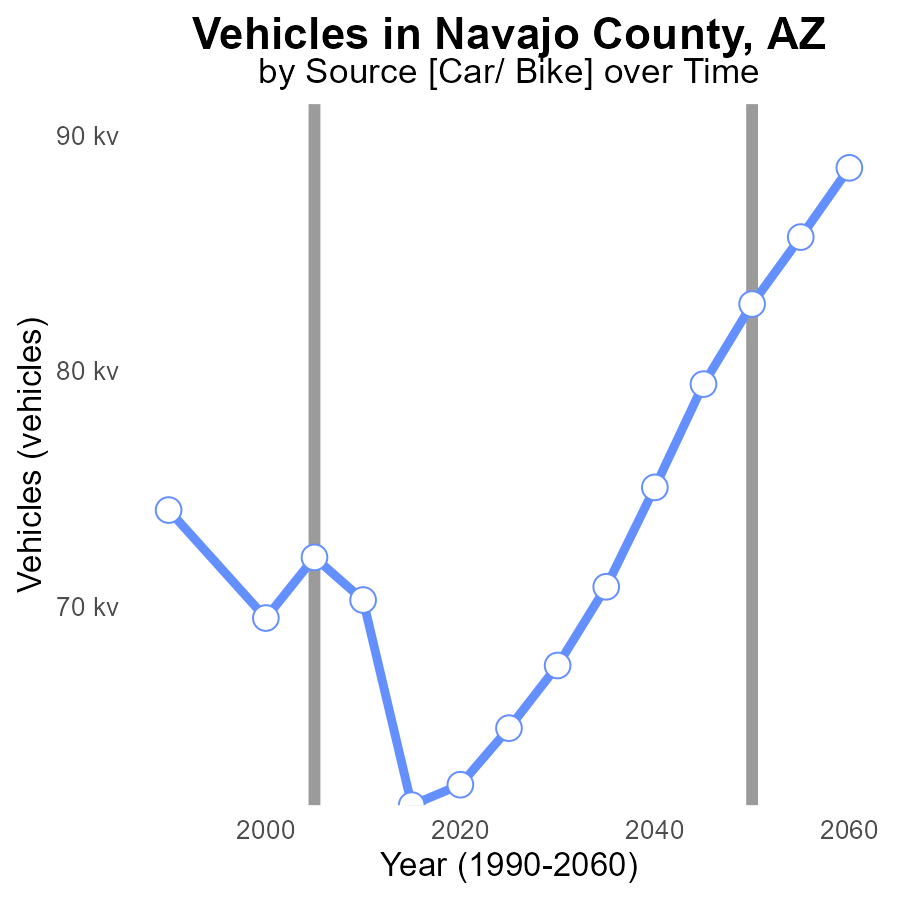 Vehicles in Navajo County, AZ
by Source [Car/ Bike] over Time
90 kv
80 kv
70 kv
Vehicles (vehicles)
2000
2020
2040
2060
Year (1990-2060)